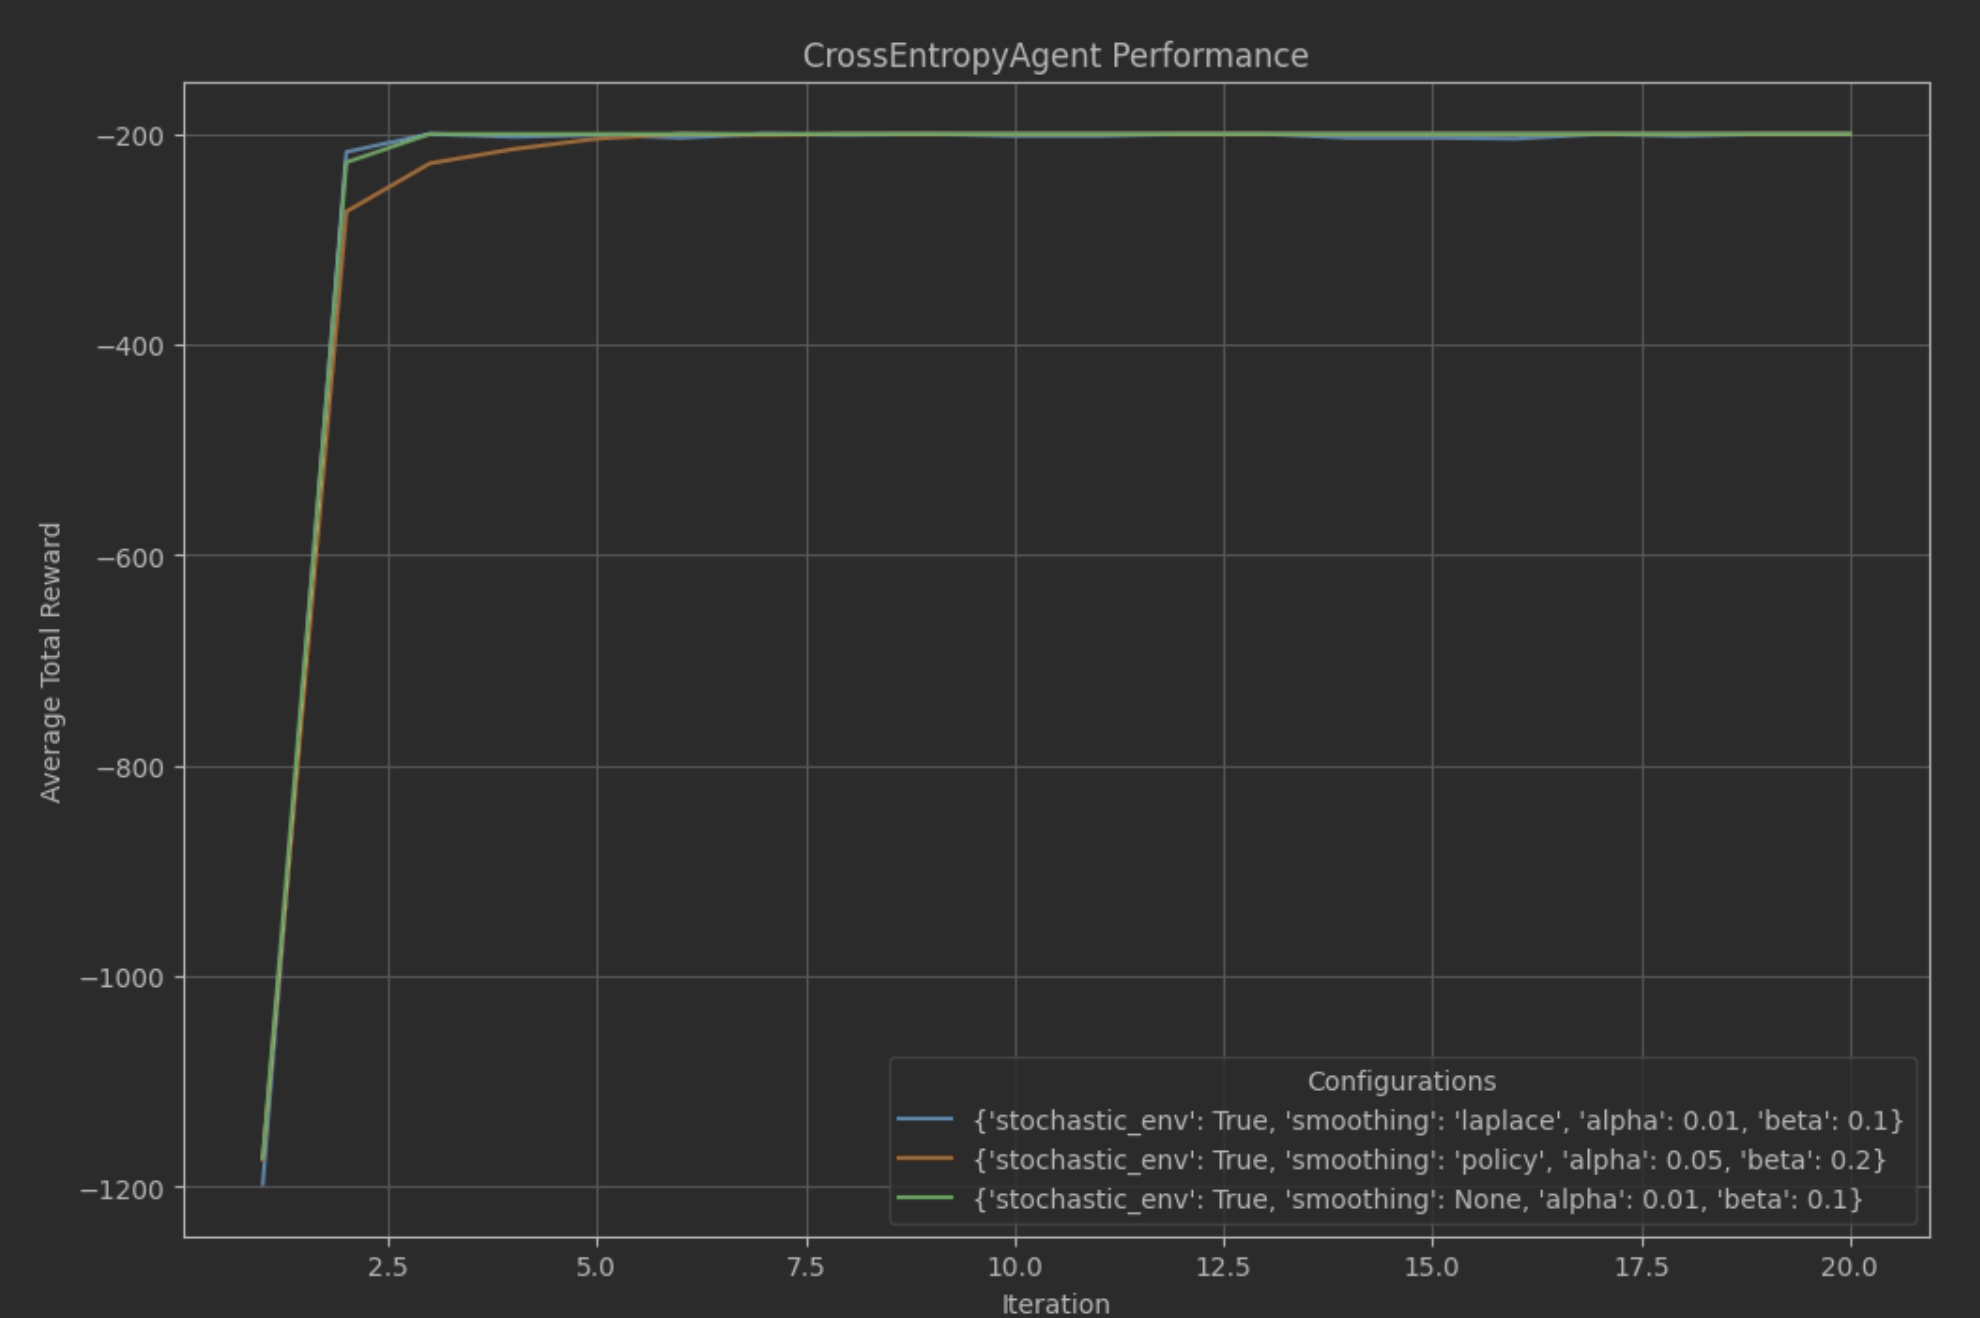 CrossEntropyAgent Performance
Average Total Reward
−200
−400
−600
−800
−1000
−1200
Configurations
{'stochastic_env': True, 'smoothing': 'laplace', 'alpha': 0.01, 'beta': 0.1}
{'stochastic_env': True, 'smoothing': 'policy', 'alpha': 0.05, 'beta': 0.2}
{'stochastic_env': True, 'smoothing': None, 'alpha': 0.01, 'beta': 0.1}
2.5 5.0 7.5 10.0 12.5 15.0 17.5 20.0
Iteration